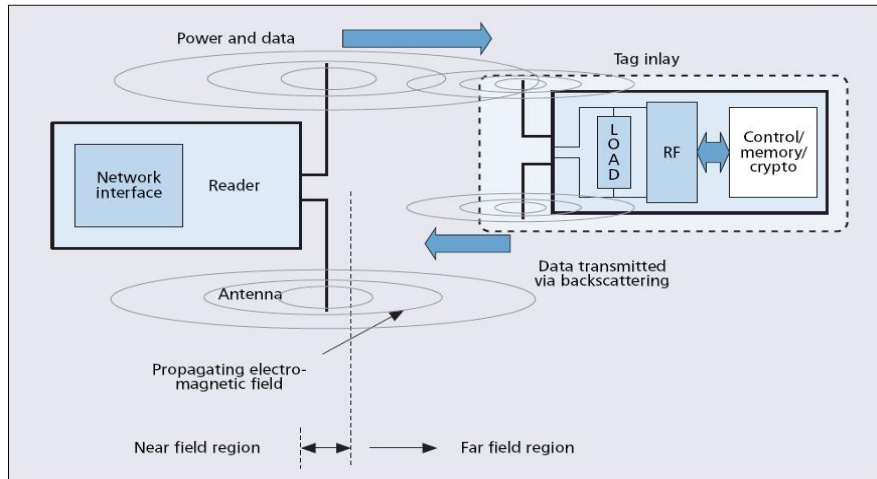 Power and data
Tag inlay
Network
interface
Reader
LOAD
RF
Control/
memory/
crypto
Antenna
Data transmitted
via backscattering
Propagating electro-
magnetic field
Near field region
Far field region